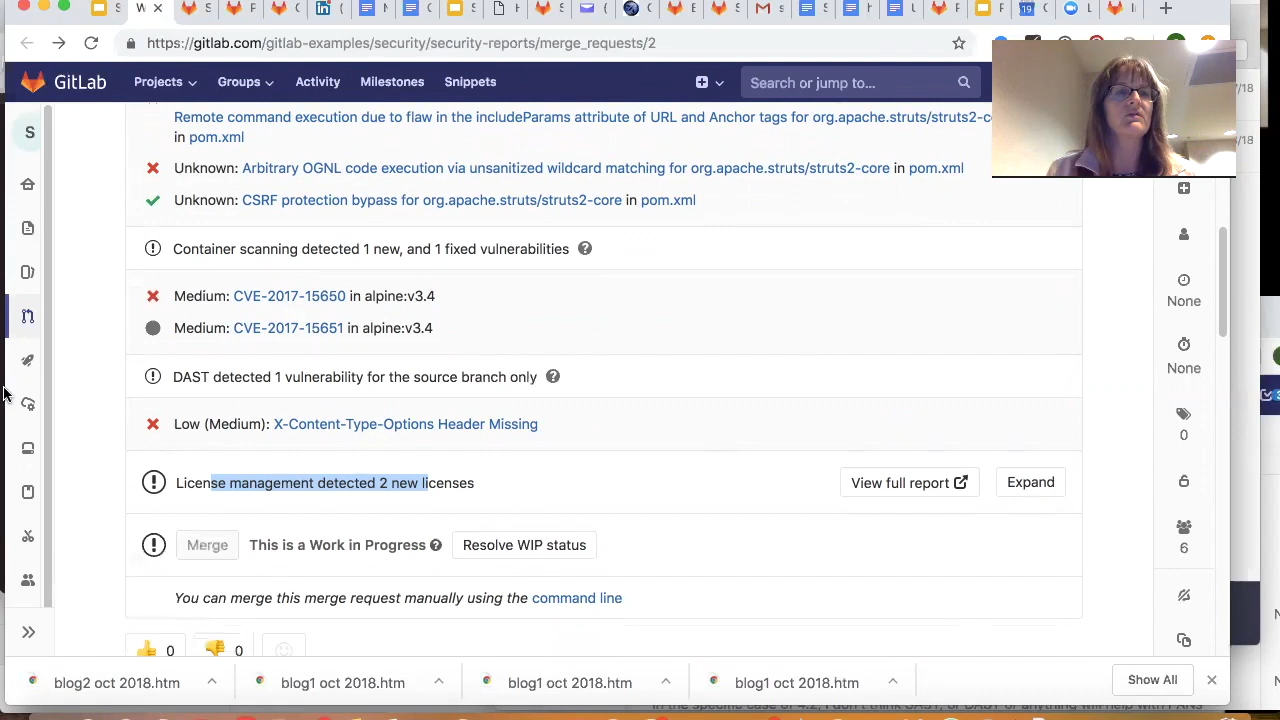 S
W
F
C
in
N
C
S
F
S
E
(
C
E
S
S
S
E
F
F
C
L
I
https://gitlab.com/gitlab-examples/security/security-reports/merge_requests/2
GitLab
Projects
Groups
Activity
Milestones
Snippets
Search or jump to...
/18
S
Remote command execution due to flaw in the includeParams attribute of URL and Anchor tags for org.apache.struts/struts2-co
in pom.xml
/18
Unknown: Arbitrary OGNL code execution via unsanitized wildcard matching for org.apache.struts/struts2-core in pom.xml
Unknown: CSRF protection bypass for org.apache.struts/struts2-core in pom.xml
Container scanning detected 1 new, and 1 fixed vulnerabilities
Medium: CVE-2017-15650 in alpine:v3.4
None
Medium: CVE-2017-15651 in alpine:v3.4
DAST detected 1 vulnerability for the source branch only
None
Low (Medium): X-Content-Type-Options Header Missing
0
License management detected 2 new licenses
View full report
Expand
Merge
This is a Work in Progress
Resolve WIP status
6
You can merge this merge request manually using the command line
0
0
blog2 oct 2018.htm
blog1 oct 2018.htm
blog1 oct 2018.htm
blog1 oct 2018.htm
Show All